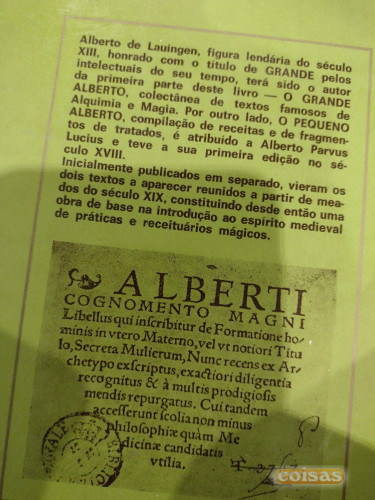 Alberto de Lauingen, figura lendária do século
XIII, honrado com o título de GRANDE pelos
intelectuais do seu tempo, terá sido o autor
da primeira parte deste livro — O GRANDE
ALBERTO, colectânea de textos famosos de
Alquimia e Magia. Por outro lado, O PEQUENO
ALBERTO, compilação de receitas e de fragmen-
tos de tratados, é atribuído a Alberto Parvus
Lucius e teve a sua primeira edição no sé-
culo XVIII.
Inicialmente publicados em separado, vieram os
dois textos a aparecer reunidos a partir de mea-
dos do século XIX, constituindo desde então uma
obra de base na introdução ao espírito medieval
de práticas e receituários mágicos.
ALBERTI
COGNOMENTO MAGNI
Libellus qui inſcribitur de Formatione ho-
minis in vtero Materno, vel vt notiori Titu
lo, Secreta Mulierum, Nunc recens ex Ar-
chetypo exſcriptus, exactiori diligentia
recognitus & à multis prodigioſis
mendis repurgatus. Cui tandem
acceſſerunt ſcolia non minus
philoſophiæ quàm Me
dicinæ candidatis
vtilia.
coisas